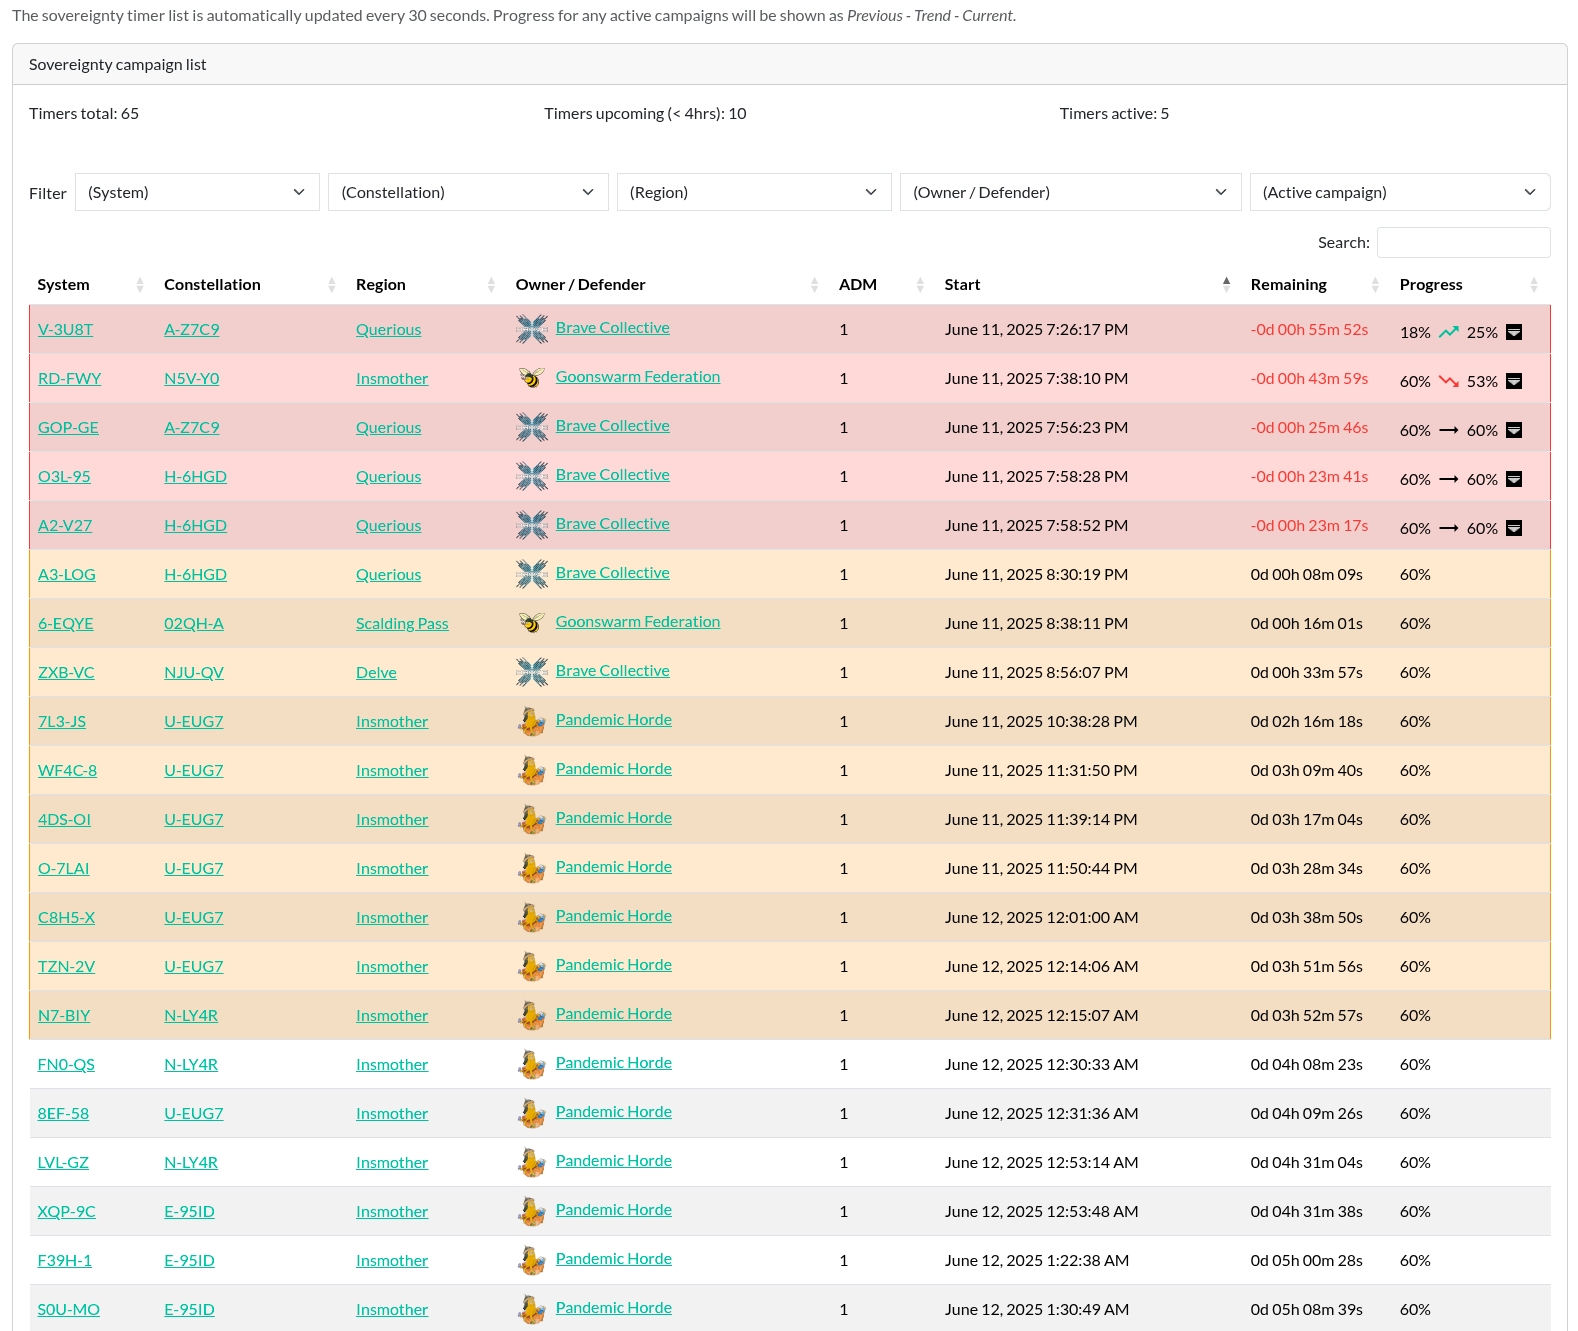 The sovereignty timer list is automatically updated every 30 seconds. Progress for any active campaigns will be shown as Previous - Trend - Current.
Sovereignty campaign list
Timers total: 65 Timers upcoming (< 4hrs): 10 Timers active: 5
Filter (System) (Constellation) (Region) (Owner / Defender) (Active campaign)
Search:
System Constellation Region Owner / Defender ADM Start Remaining Progress
V-3U8T A-Z7C9 Querious Brave Collective 1 June 11, 2025 7:26:17 PM -0d 00h 55m 52s 18% 25%
RD-FWY N5V-Y0 Insmother Goonswarm Federation 1 June 11, 2025 7:38:10 PM -0d 00h 43m 59s 60% 53%
GOP-GE A-Z7C9 Querious Brave Collective 1 June 11, 2025 7:56:23 PM -0d 00h 25m 46s 60% 60%
O3L-95 H-6HGD Querious Brave Collective 1 June 11, 2025 7:58:28 PM -0d 00h 23m 41s 60% 60%
A2-V27 H-6HGD Querious Brave Collective 1 June 11, 2025 7:58:52 PM -0d 00h 23m 17s 60% 60%
A3-LOG H-6HGD Querious Brave Collective 1 June 11, 2025 8:30:19 PM 0d 00h 08m 09s 60%
6-EQYE 02QH-A Scalding Pass Goonswarm Federation 1 June 11, 2025 8:38:11 PM 0d 00h 16m 01s 60%
ZXB-VC NJU-QV Delve Brave Collective 1 June 11, 2025 8:56:07 PM 0d 00h 33m 57s 60%
7L3-JS U-EUG7 Insmother Pandemic Horde 1 June 11, 2025 10:38:28 PM 0d 02h 16m 18s 60%
WF4C-8 U-EUG7 Insmother Pandemic Horde 1 June 11, 2025 11:31:50 PM 0d 03h 09m 40s 60%
4DS-OI U-EUG7 Insmother Pandemic Horde 1 June 11, 2025 11:39:14 PM 0d 03h 17m 04s 60%
O-7LAI U-EUG7 Insmother Pandemic Horde 1 June 11, 2025 11:50:44 PM 0d 03h 28m 34s 60%
C8H5-X U-EUG7 Insmother Pandemic Horde 1 June 12, 2025 12:01:00 AM 0d 03h 38m 50s 60%
TZN-2V U-EUG7 Insmother Pandemic Horde 1 June 12, 2025 12:14:06 AM 0d 03h 51m 56s 60%
N7-BIY N-LY4R Insmother Pandemic Horde 1 June 12, 2025 12:15:07 AM 0d 03h 52m 57s 60%
FN0-QS N-LY4R Insmother Pandemic Horde 1 June 12, 2025 12:30:33 AM 0d 04h 08m 23s 60%
8EF-58 U-EUG7 Insmother Pandemic Horde 1 June 12, 2025 12:31:36 AM 0d 04h 09m 26s 60%
LVL-GZ N-LY4R Insmother Pandemic Horde 1 June 12, 2025 12:53:14 AM 0d 04h 31m 04s 60%
XQP-9C E-95ID Insmother Pandemic Horde 1 June 12, 2025 12:53:48 AM 0d 04h 31m 38s 60%
F39H-1 E-95ID Insmother Pandemic Horde 1 June 12, 2025 1:22:38 AM 0d 05h 00m 28s 60%
S0U-MO E-95ID Insmother Pandemic Horde 1 June 12, 2025 1:30:49 AM 0d 05h 08m 39s 60%